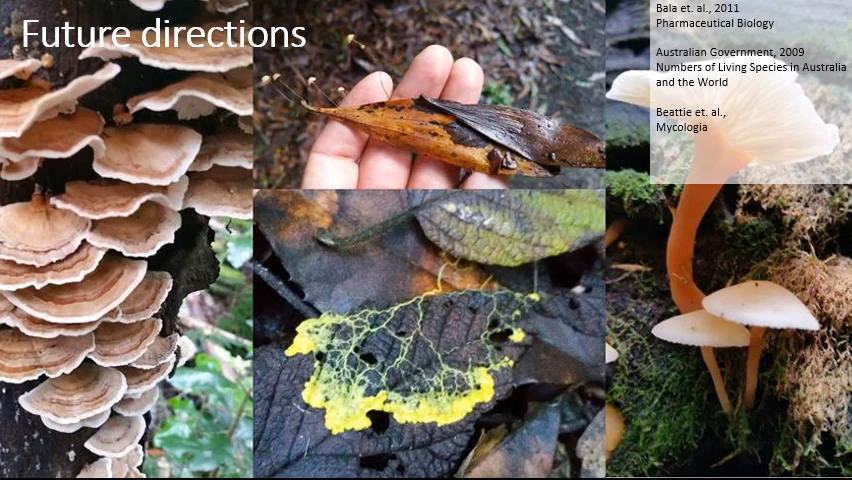 Future directions
Bala et. al., 2011
Pharmaceutical Biology
Australian Government, 2009
Numbers of Living Species in Australia
and the World
Beattie et. al.,
Mycologia